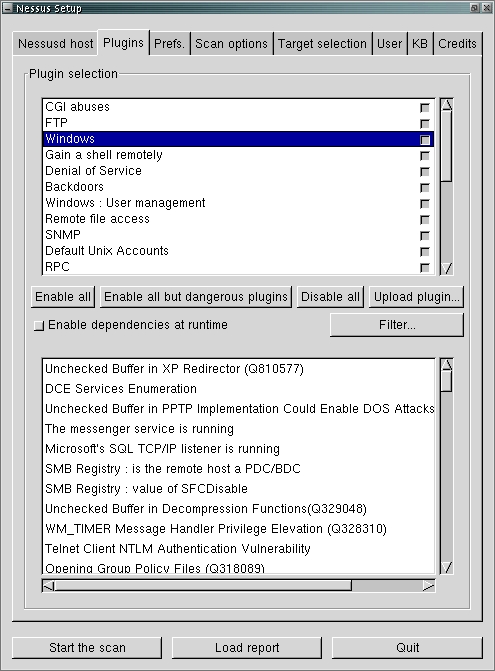 Nessus Setup
Nessusd host Plugins Prefs. Scan options Target selection User KB Credits
Plugin selection
CGI abuses
FTP
Windows
Gain a shell remotely
Denial of Service
Backdoors
Windows : User management
Remote file access
SNMP
Default Unix Accounts
RPC
Enable all Enable all but dangerous plugins Disable all Upload plugin...
Enable dependencies at runtime Filter...
Unchecked Buffer in XP Redirector (Q810577)
DCE Services Enumeration
Unchecked Buffer in PPTP Implementation Could Enable DOS Attacks
The messenger service is running
Microsoft's SQL TCP/IP listener is running
SMB Registry : is the remote host a PDC/BDC
SMB Registry : value of SFCDisable
Unchecked Buffer in Decompression Functions(Q329048)
WM_TIMER Message Handler Privilege Elevation (Q328310)
Telnet Client NTLM Authentication Vulnerability
Opening Group Policy Files (Q318089)
Start the scan Load report Quit